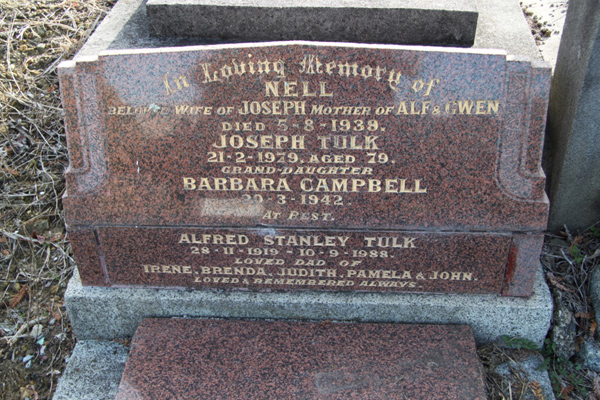 In Loving Memory of
NELL
BELOVED WIFE OF JOSEPH MOTHER OF ALF & GWEN
DIED 5-8-1939.
JOSEPH TULK
21-2-1979, AGED 79.
GRAND-DAUGHTER
BARBARA CAMPBELL
20-3-1942.
AT REST.
ALFRED STANLEY TULK
28-11-1919 - 10-9-1988.
LOVED DAD OF
IRENE, BRENDA, JUDITH, PAMELA & JOHN.
LOVED & REMEMBERED ALWAYS.